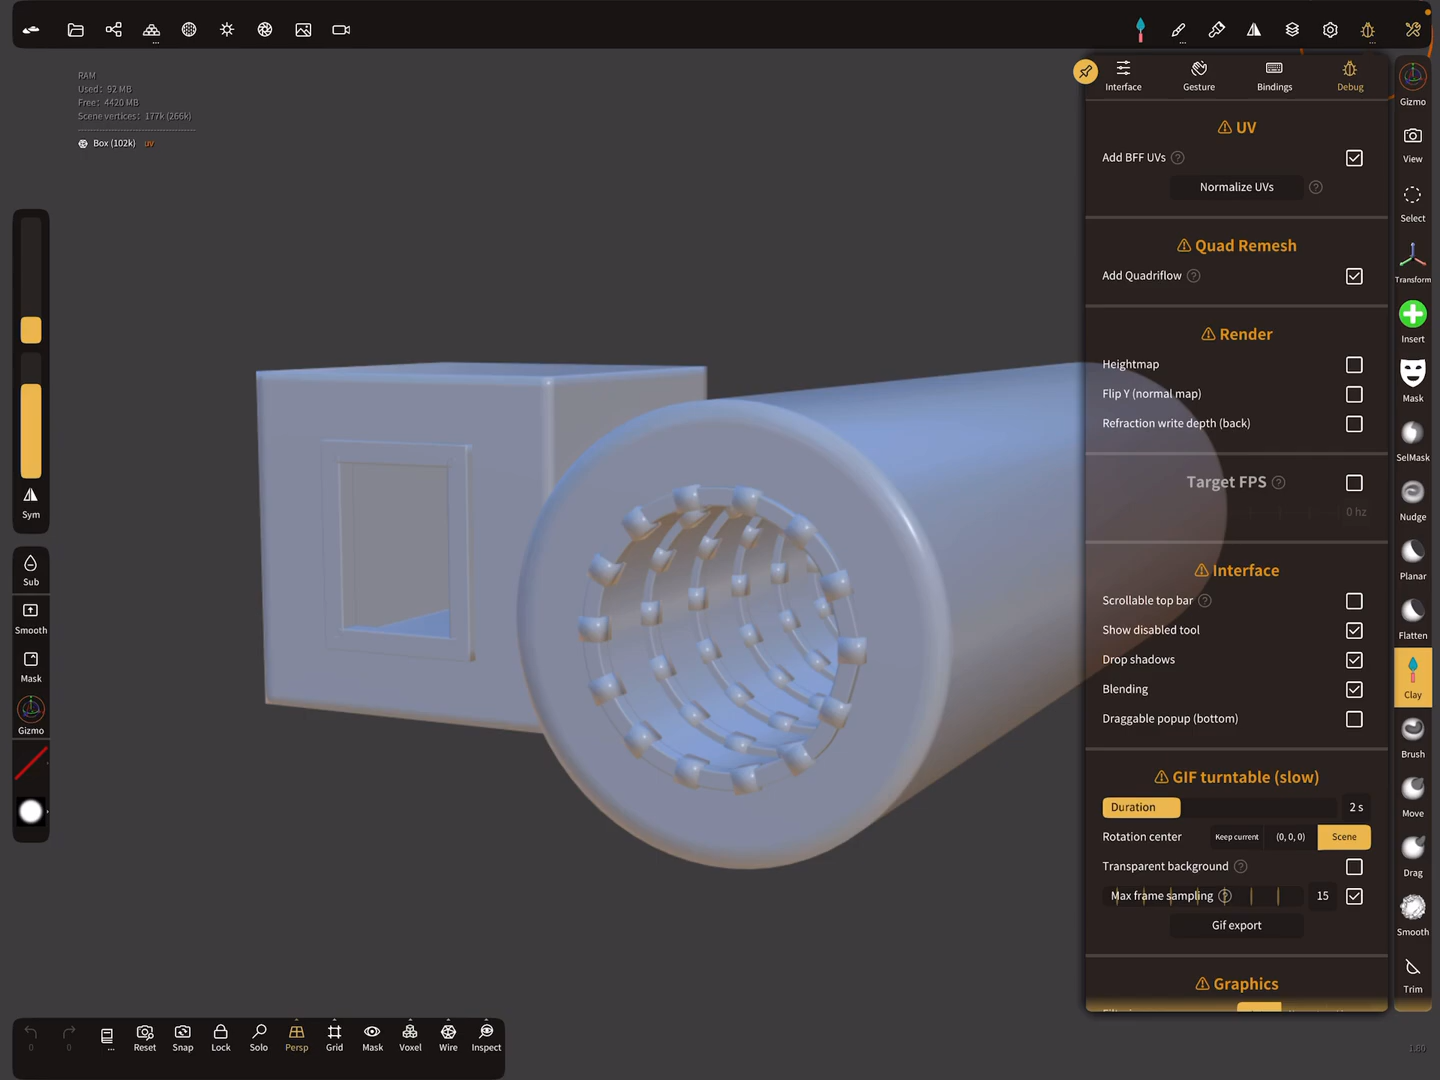 RAM
Used: 92 MB
Free: 4420 MB
Scene vertices: 177k (266k)
Box (102k) uv
Sym
Sub
Smooth
Mask
Gizmo
0
0
...
Reset
Snap
Lock
Solo
Persp
Grid
Mask
Voxel
Wire
Inspect
Interface
Gesture
Bindings
Debug
UV
Add BFF UVs ?
Normalize UVs ?
Quad Remesh
Add Quadriflow ?
Render
Heightmap
Flip Y (normal map)
Refraction write depth (back)
Target FPS ?
0 hz
Interface
Scrollable top bar ?
Show disabled tool
Drop shadows
Blending
Draggable popup (bottom)
GIF turntable (slow)
Duration 2 s
Rotation center Keep current (0, 0, 0) Scene
Transparent background ?
Max frame sampling ? 15
Gif export
Graphics
Gizmo
View
Select
Transform
Insert
Mask
SelMask
Nudge
Planar
Flatten
Clay
Brush
Move
Drag
Smooth
Trim
1.80